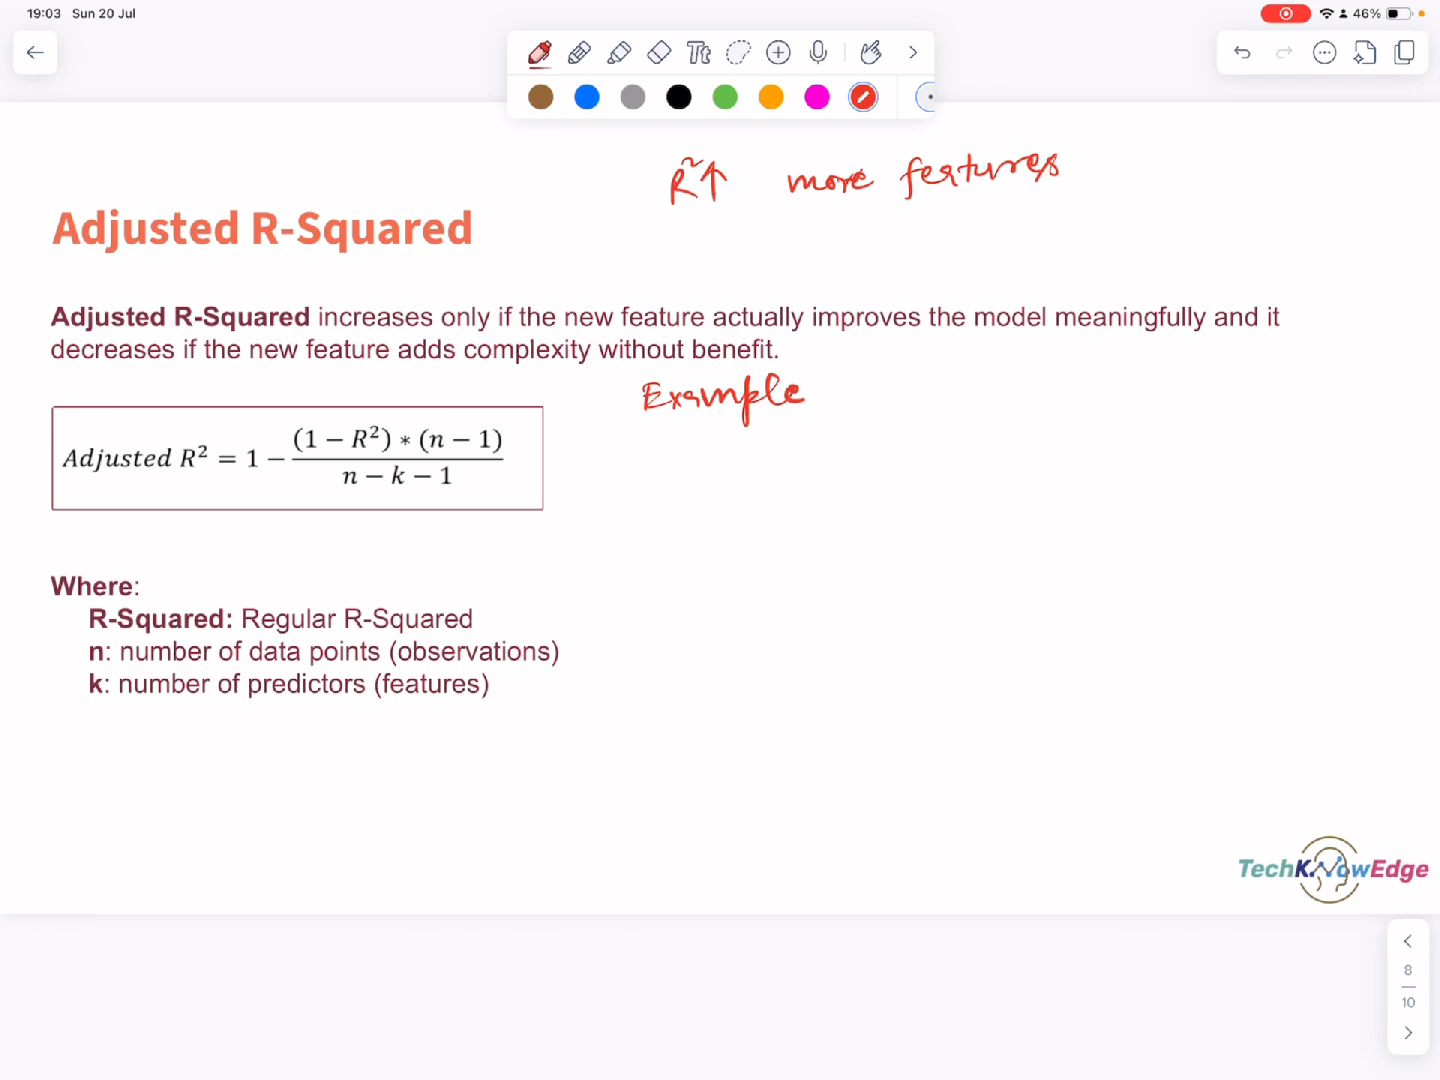 19:03 Sun 20 Jul
46%
Tt
R²↑ more features
Adjusted R-Squared
Adjusted R-Squared increases only if the new feature actually improves the model meaningfully and it
decreases if the new feature adds complexity without benefit.
Example
Adjusted R² = 1 − (1 − R²) ∗ (n − 1) / n − k − 1
Where:
R-Squared: Regular R-Squared
n: number of data points (observations)
k: number of predictors (features)
TechKnowEdge
8
10